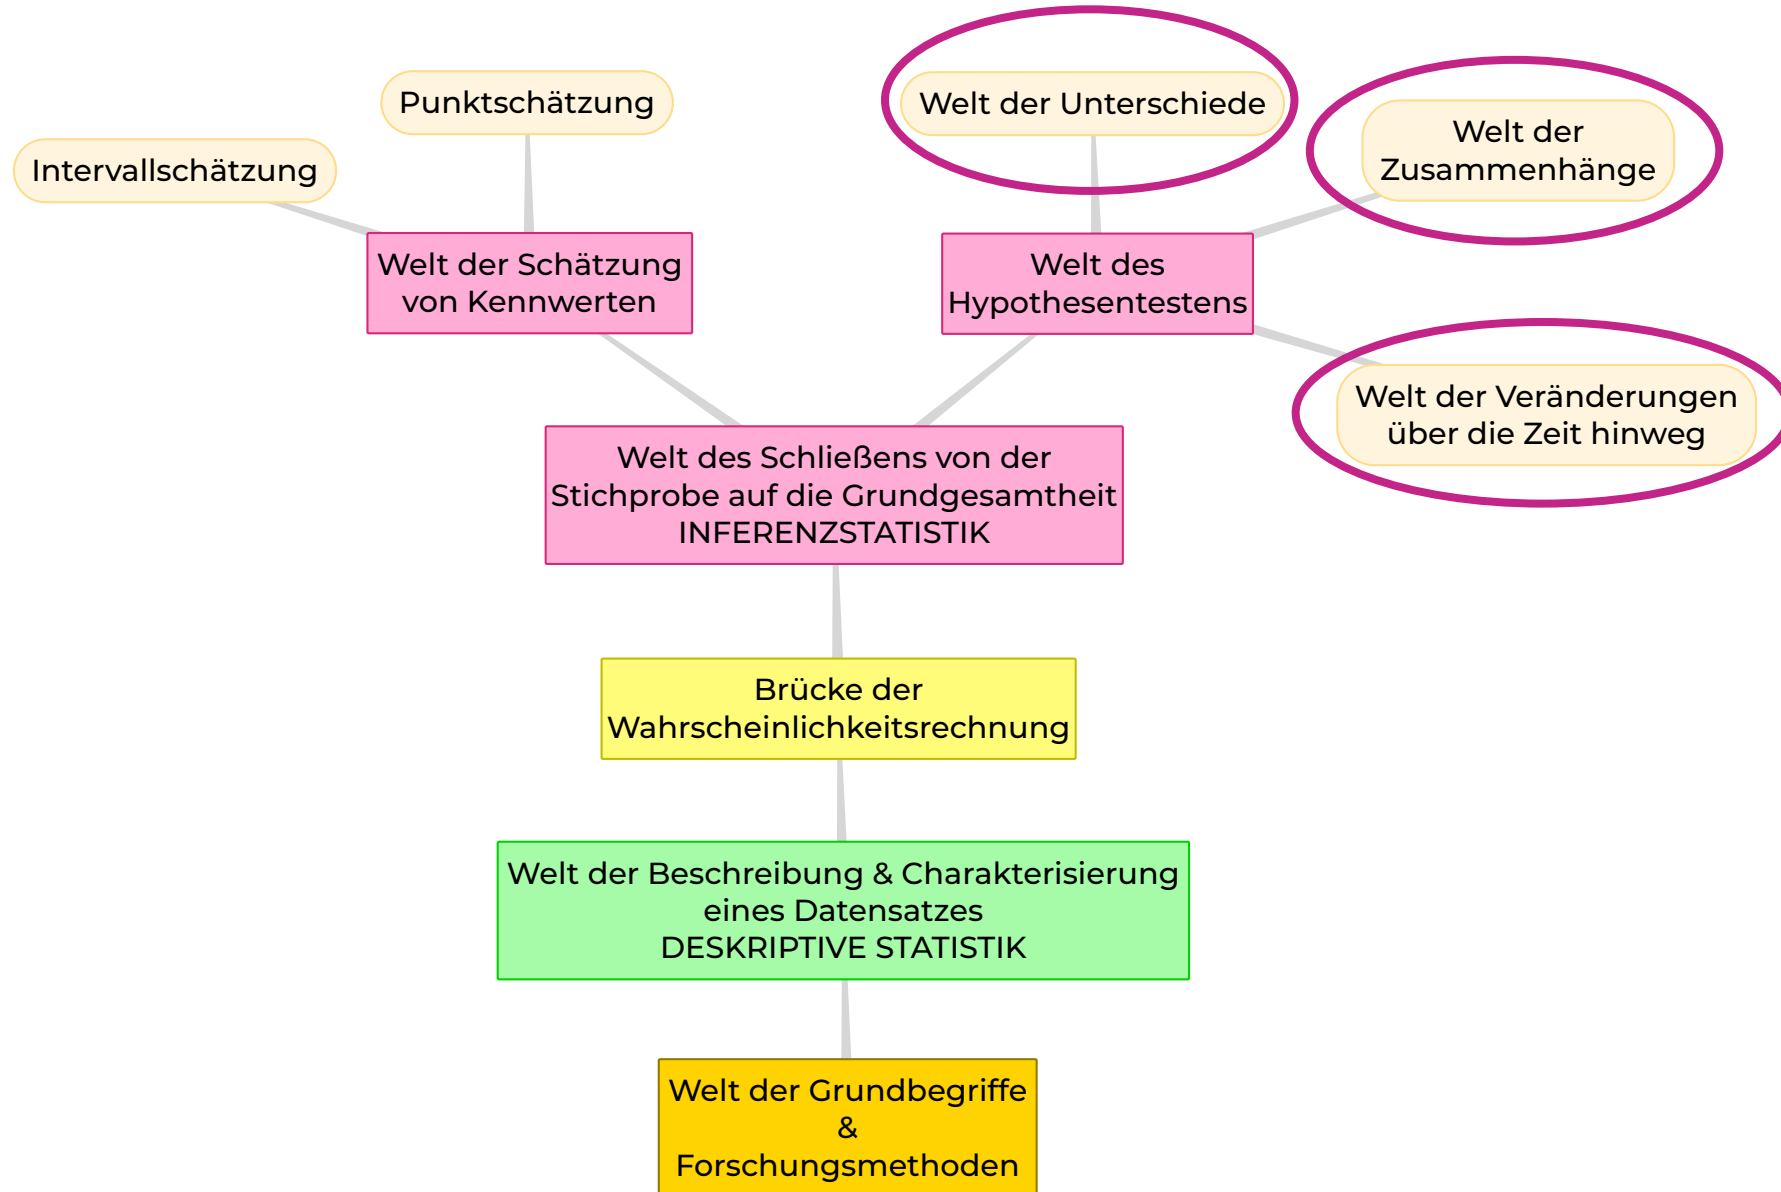 Punktschätzung
Welt der Unterschiede
Welt der
Zusammenhänge
Intervallschätzung
Welt der Schätzung
von Kennwerten
Welt des
Hypothesentestens
Welt der Veränderungen
über die Zeit hinweg
Welt des Schließens von der
Stichprobe auf die Grundgesamtheit
INFERENZSTATISTIK
Brücke der
Wahrscheinlichkeitsrechnung
Welt der Beschreibung & Charakterisierung
eines Datensatzes
DESKRIPTIVE STATISTIK
Welt der Grundbegriffe
&
Forschungsmethoden